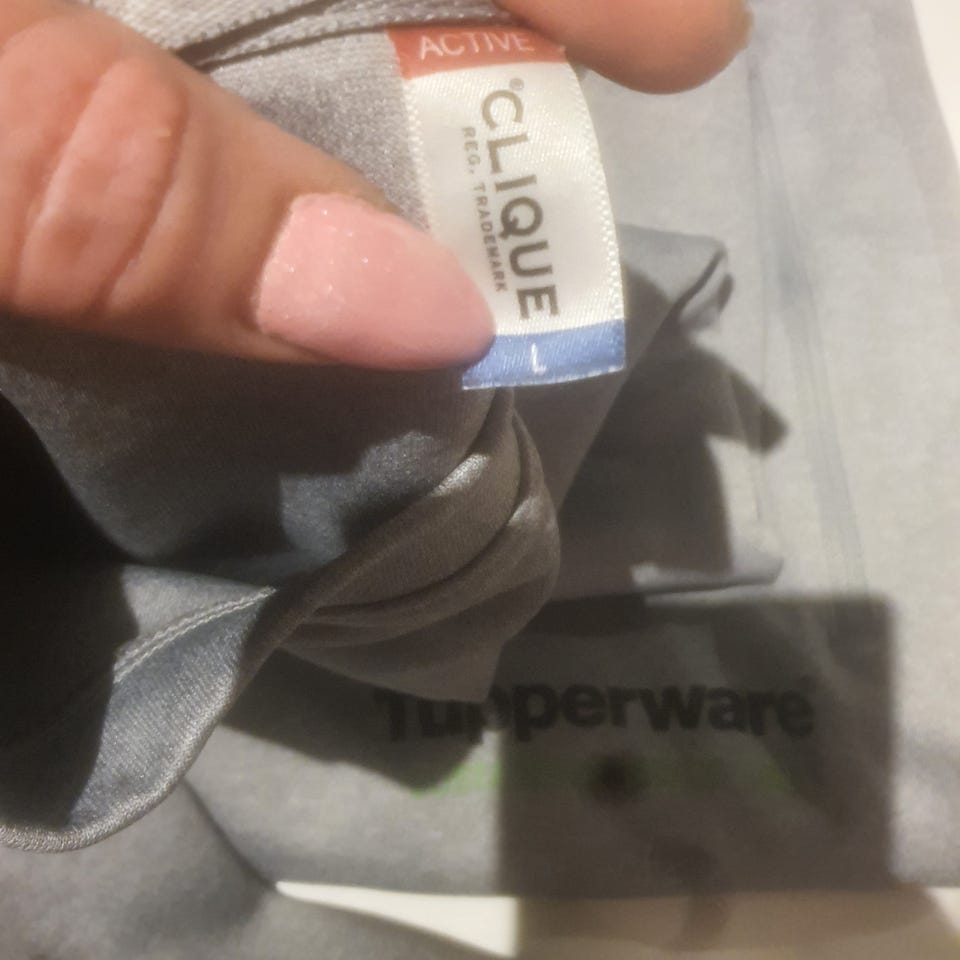 ACTIVE
®CLIQUE
REG. TRADEMARK
L
Tupperware